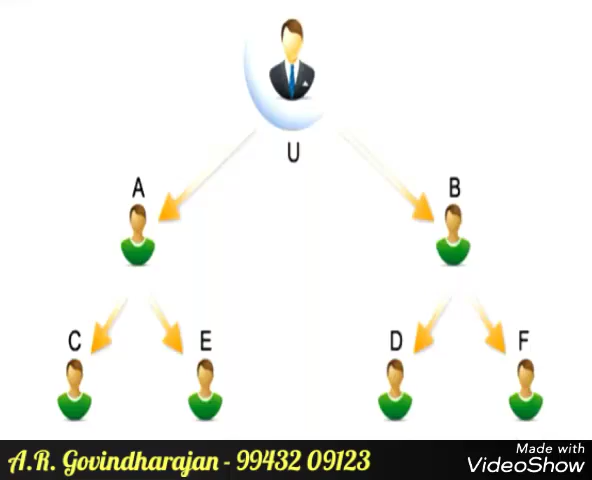 U
A B
C E D F
A.R. Govindharajan - 99432 09123
Made with
VideoShow